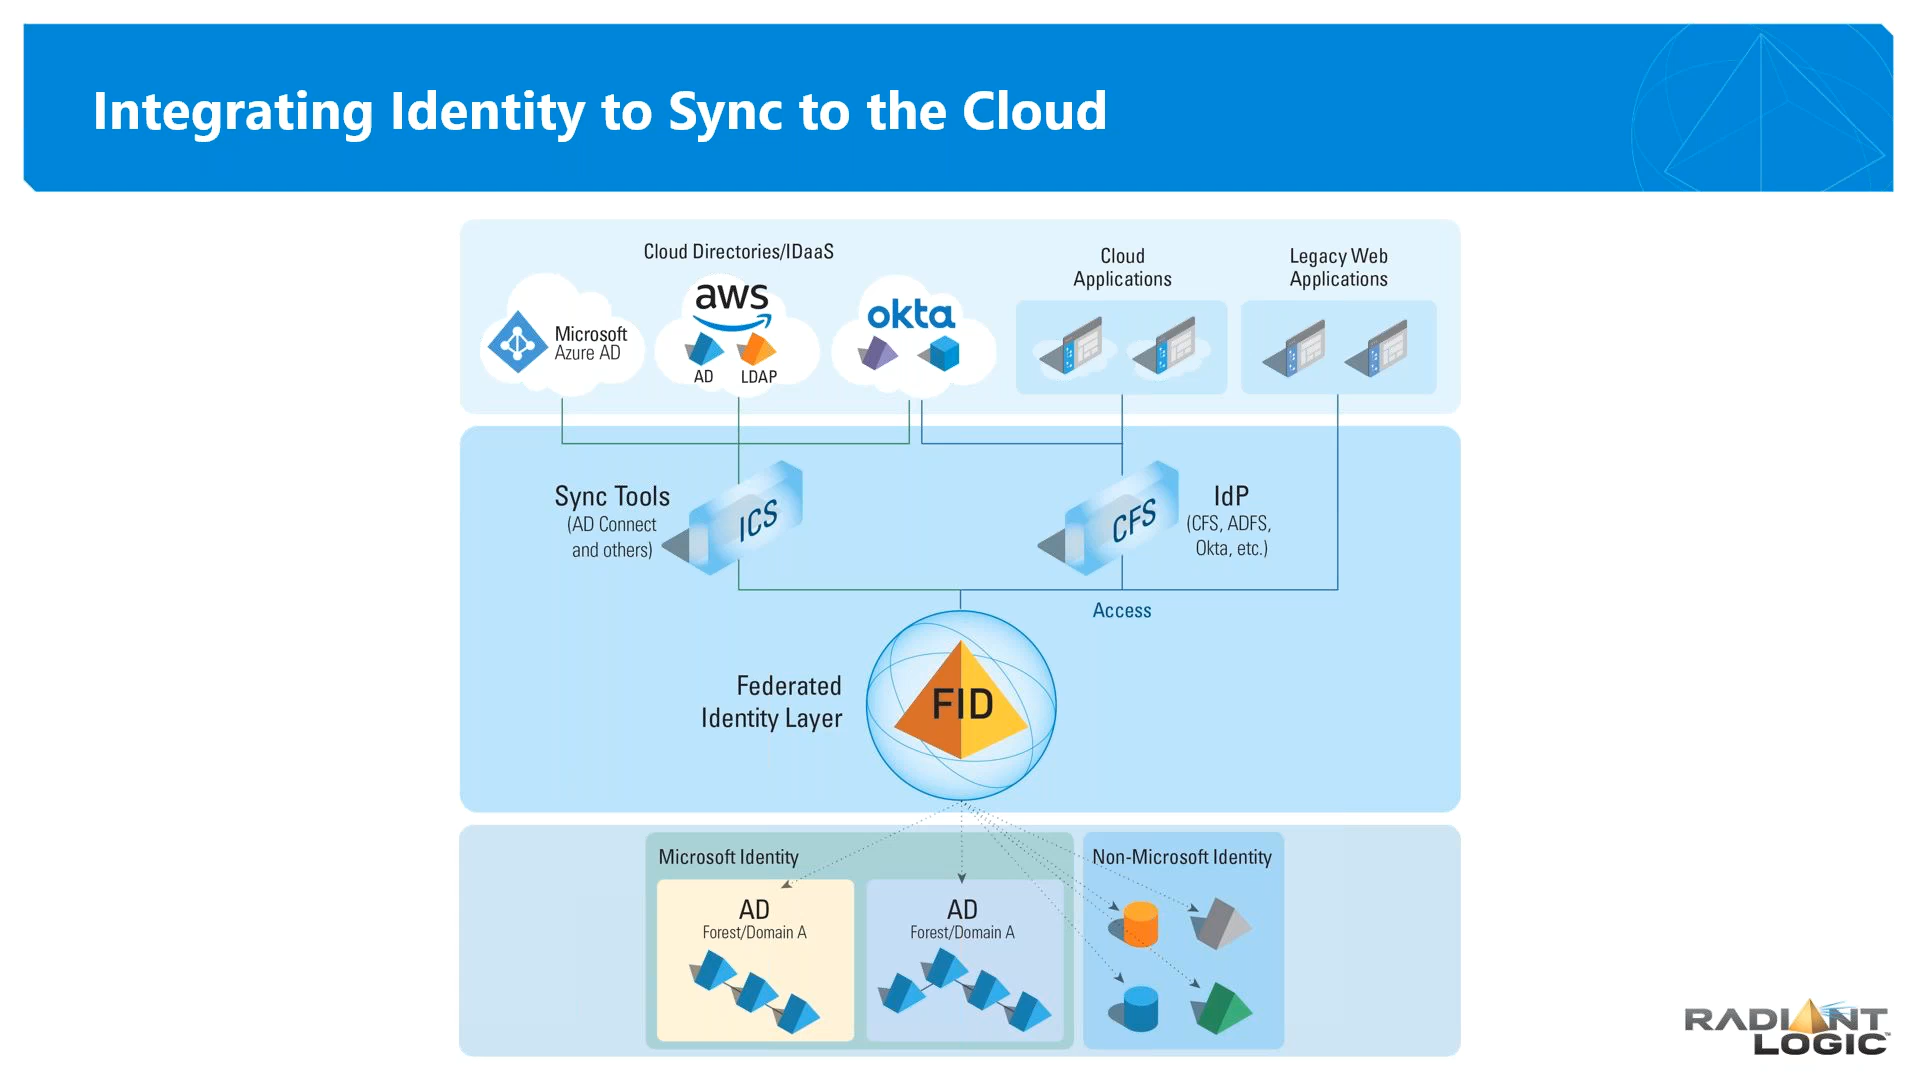 Integrating Identity to Sync to the Cloud
Cloud Directories/IDaaS
Cloud
Applications
Legacy Web
Applications
Microsoft
Azure AD
aws
AD
LDAP
okta
Sync Tools
(AD Connect
and others)
ICS
CFS
IdP
(CFS, ADFS,
Okta, etc.)
Access
Federated
Identity Layer
FID
Microsoft Identity
Non-Microsoft Identity
AD
Forest/Domain A
AD
Forest/Domain A
RADIANT
LOGIC™